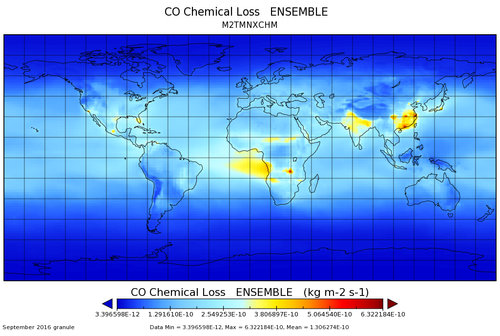 CO Chemical Loss ENSEMBLE
M2TMNXCHM
CO Chemical Loss ENSEMBLE (kg m-2 s-1)
3.396598E-12 1.291610E-10 2.549253E-10 3.806897E-10 5.064540E-10 6.322184E-10
September 2016 granule Data Min = 3.396598E-12, Max = 6.322184E-10, Mean = 1.306274E-10